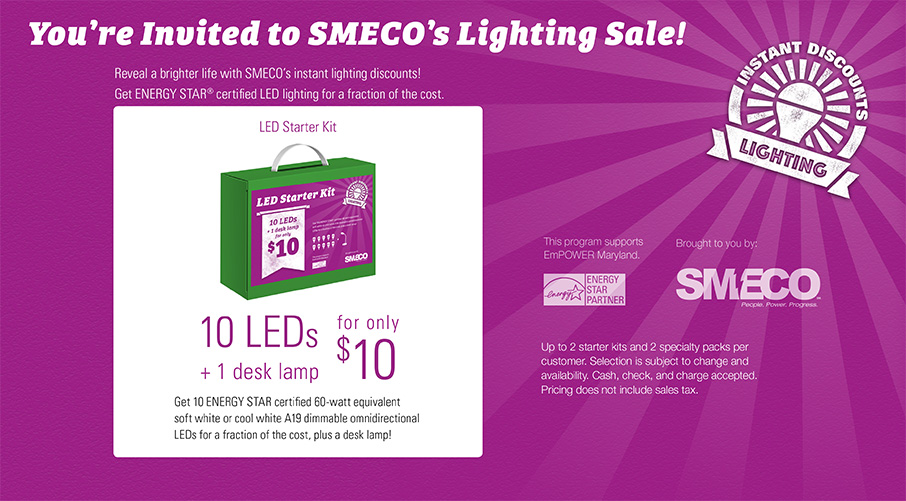 You're Invited to SMECO's Lighting Sale!
Reveal a brighter life with SMECO's instant lighting discounts!
Get ENERGY STAR® certified LED lighting for a fraction of the cost.
INSTANT DISCOUNTS
LIGHTING
LED Starter Kit
LED Starter Kit
10 LEDs
+ 1 desk lamp
for only
$10
SMECO
10 LEDs
for only
$10
+ 1 desk lamp
Get 10 ENERGY STAR certified 60-watt equivalent
soft white or cool white A19 dimmable omnidirectional
LEDs for a fraction of the cost, plus a desk lamp!
This program supports
EmPOWER Maryland.
energy
ENERGY
STAR
PARTNER
Brought to you by:
SMECO
People. Power. Progress.
Up to 2 starter kits and 2 specialty packs per
customer. Selection is subject to change and
availability. Cash, check, and charge accepted.
Pricing does not include sales tax.